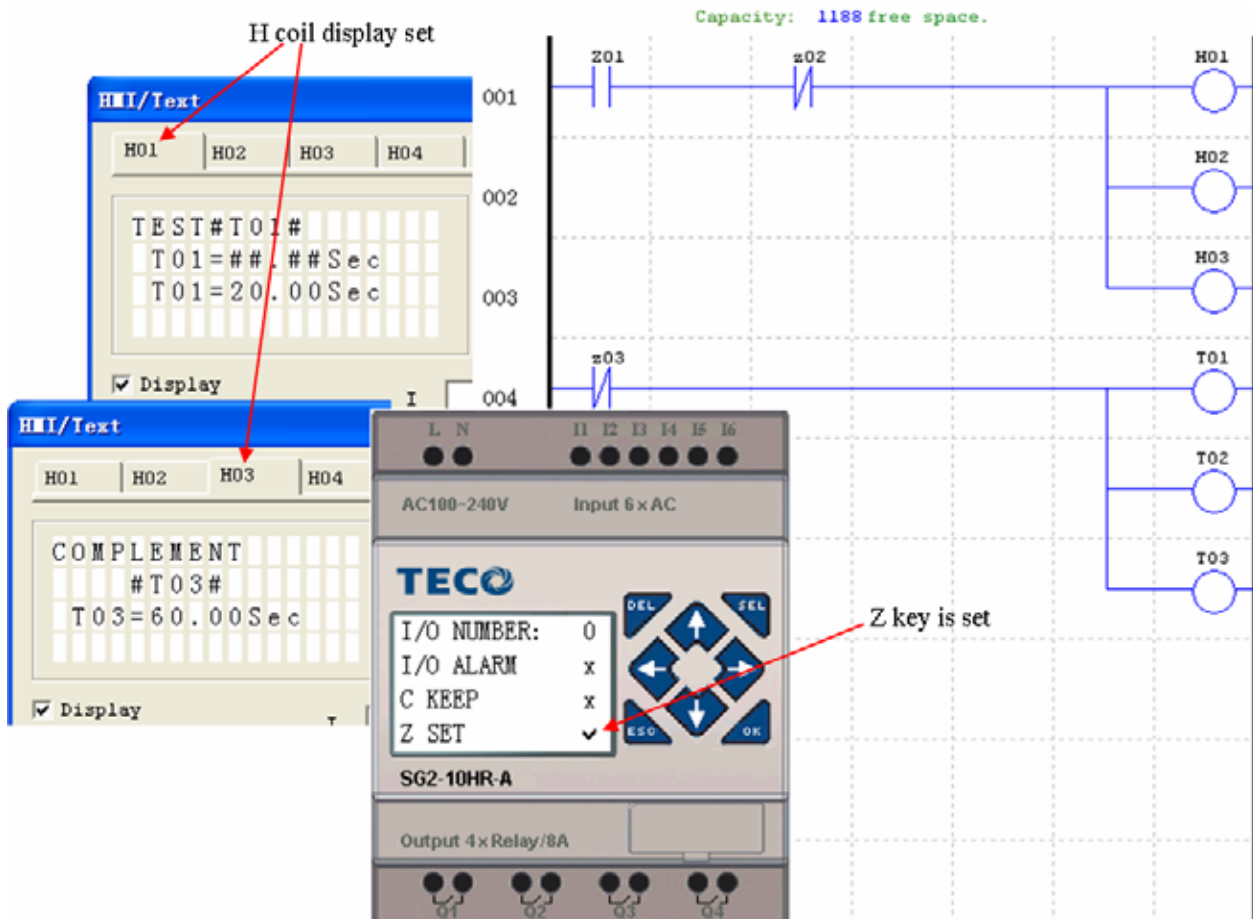 Capacity: 1188 free space.
H coil display set
HMI/Text
H01 H02 H03 H04
TEST#T01#
T01=##.##Sec
T01=20.00Sec
Display
I
HMI/Text
H01 H02 H03 H04
COMPLEMENT
#T03#
T03=60.00Sec
Display
001
Z01
z02
H01
002
H02
003
H03
004
z03
T01
T02
T03
L N I1 I2 I3 I4 I5 I6
AC100~240V Input 6×AC
TECO
DEL
SEL
I/O NUMBER: 0
I/O ALARM x
C KEEP x
Z SET ✓
ESC
OK
Z key is set
SG2-10HR-A
Output 4×Relay/8A
Q1 Q2 Q3 Q4